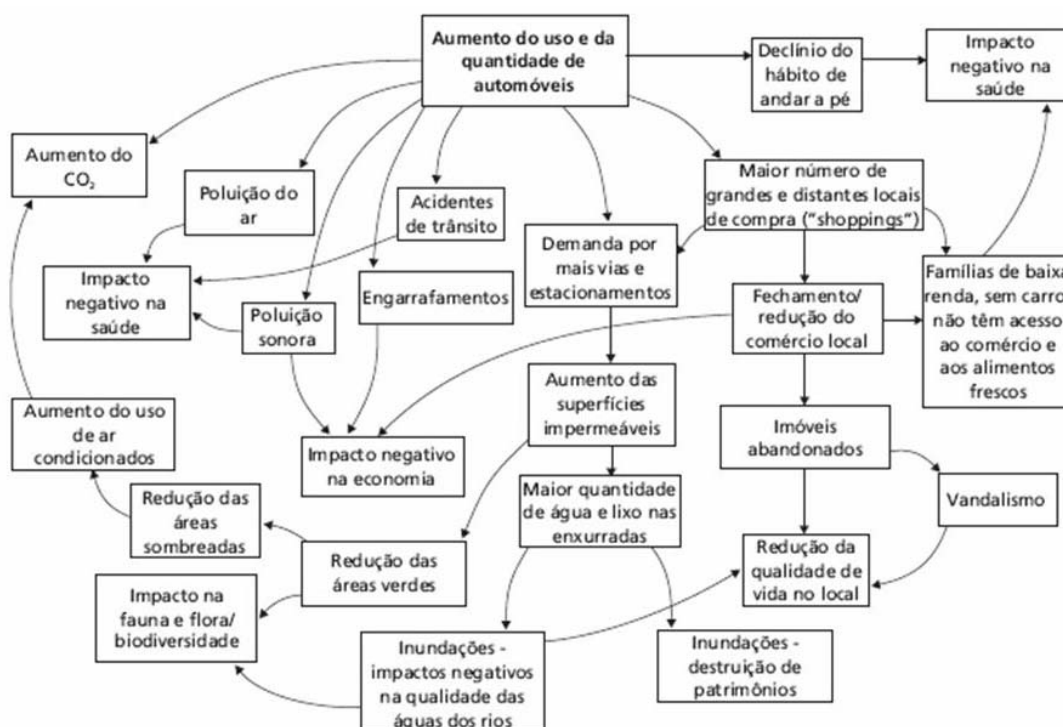 Aumento do uso e da
quantidade de
automóveis
Declínio do
hábito de
andar a pé
Impacto
negativo na
saúde
Aumento do
CO₂
Poluição do
ar
Acidentes
de trânsito
Maior número de
grandes e distantes locais
de compra ("shoppings")
Impacto
negativo na
saúde
Poluição
sonora
Engarrafamentos
Demanda por
mais vias e
estacionamentos
Fechamento/
redução do
comércio local
Famílias de baixa
renda, sem carro,
não têm acesso
ao comércio e
aos alimentos
frescos
Aumento do uso
de ar
condicionados
Impacto negativo
na economia
Aumento das
superfícies
impermeáveis
Imóveis
abandonados
Redução das
áreas
sombreadas
Redução das
áreas verdes
Maior quantidade
de água e lixo nas
enxurradas
Vandalismo
Redução da
qualidade de
vida no local
Impacto na
fauna e flora/
biodiversidade
Inundações -
impactos negativos
na qualidade das
águas dos rios
Inundações -
destruição de
patrimônios